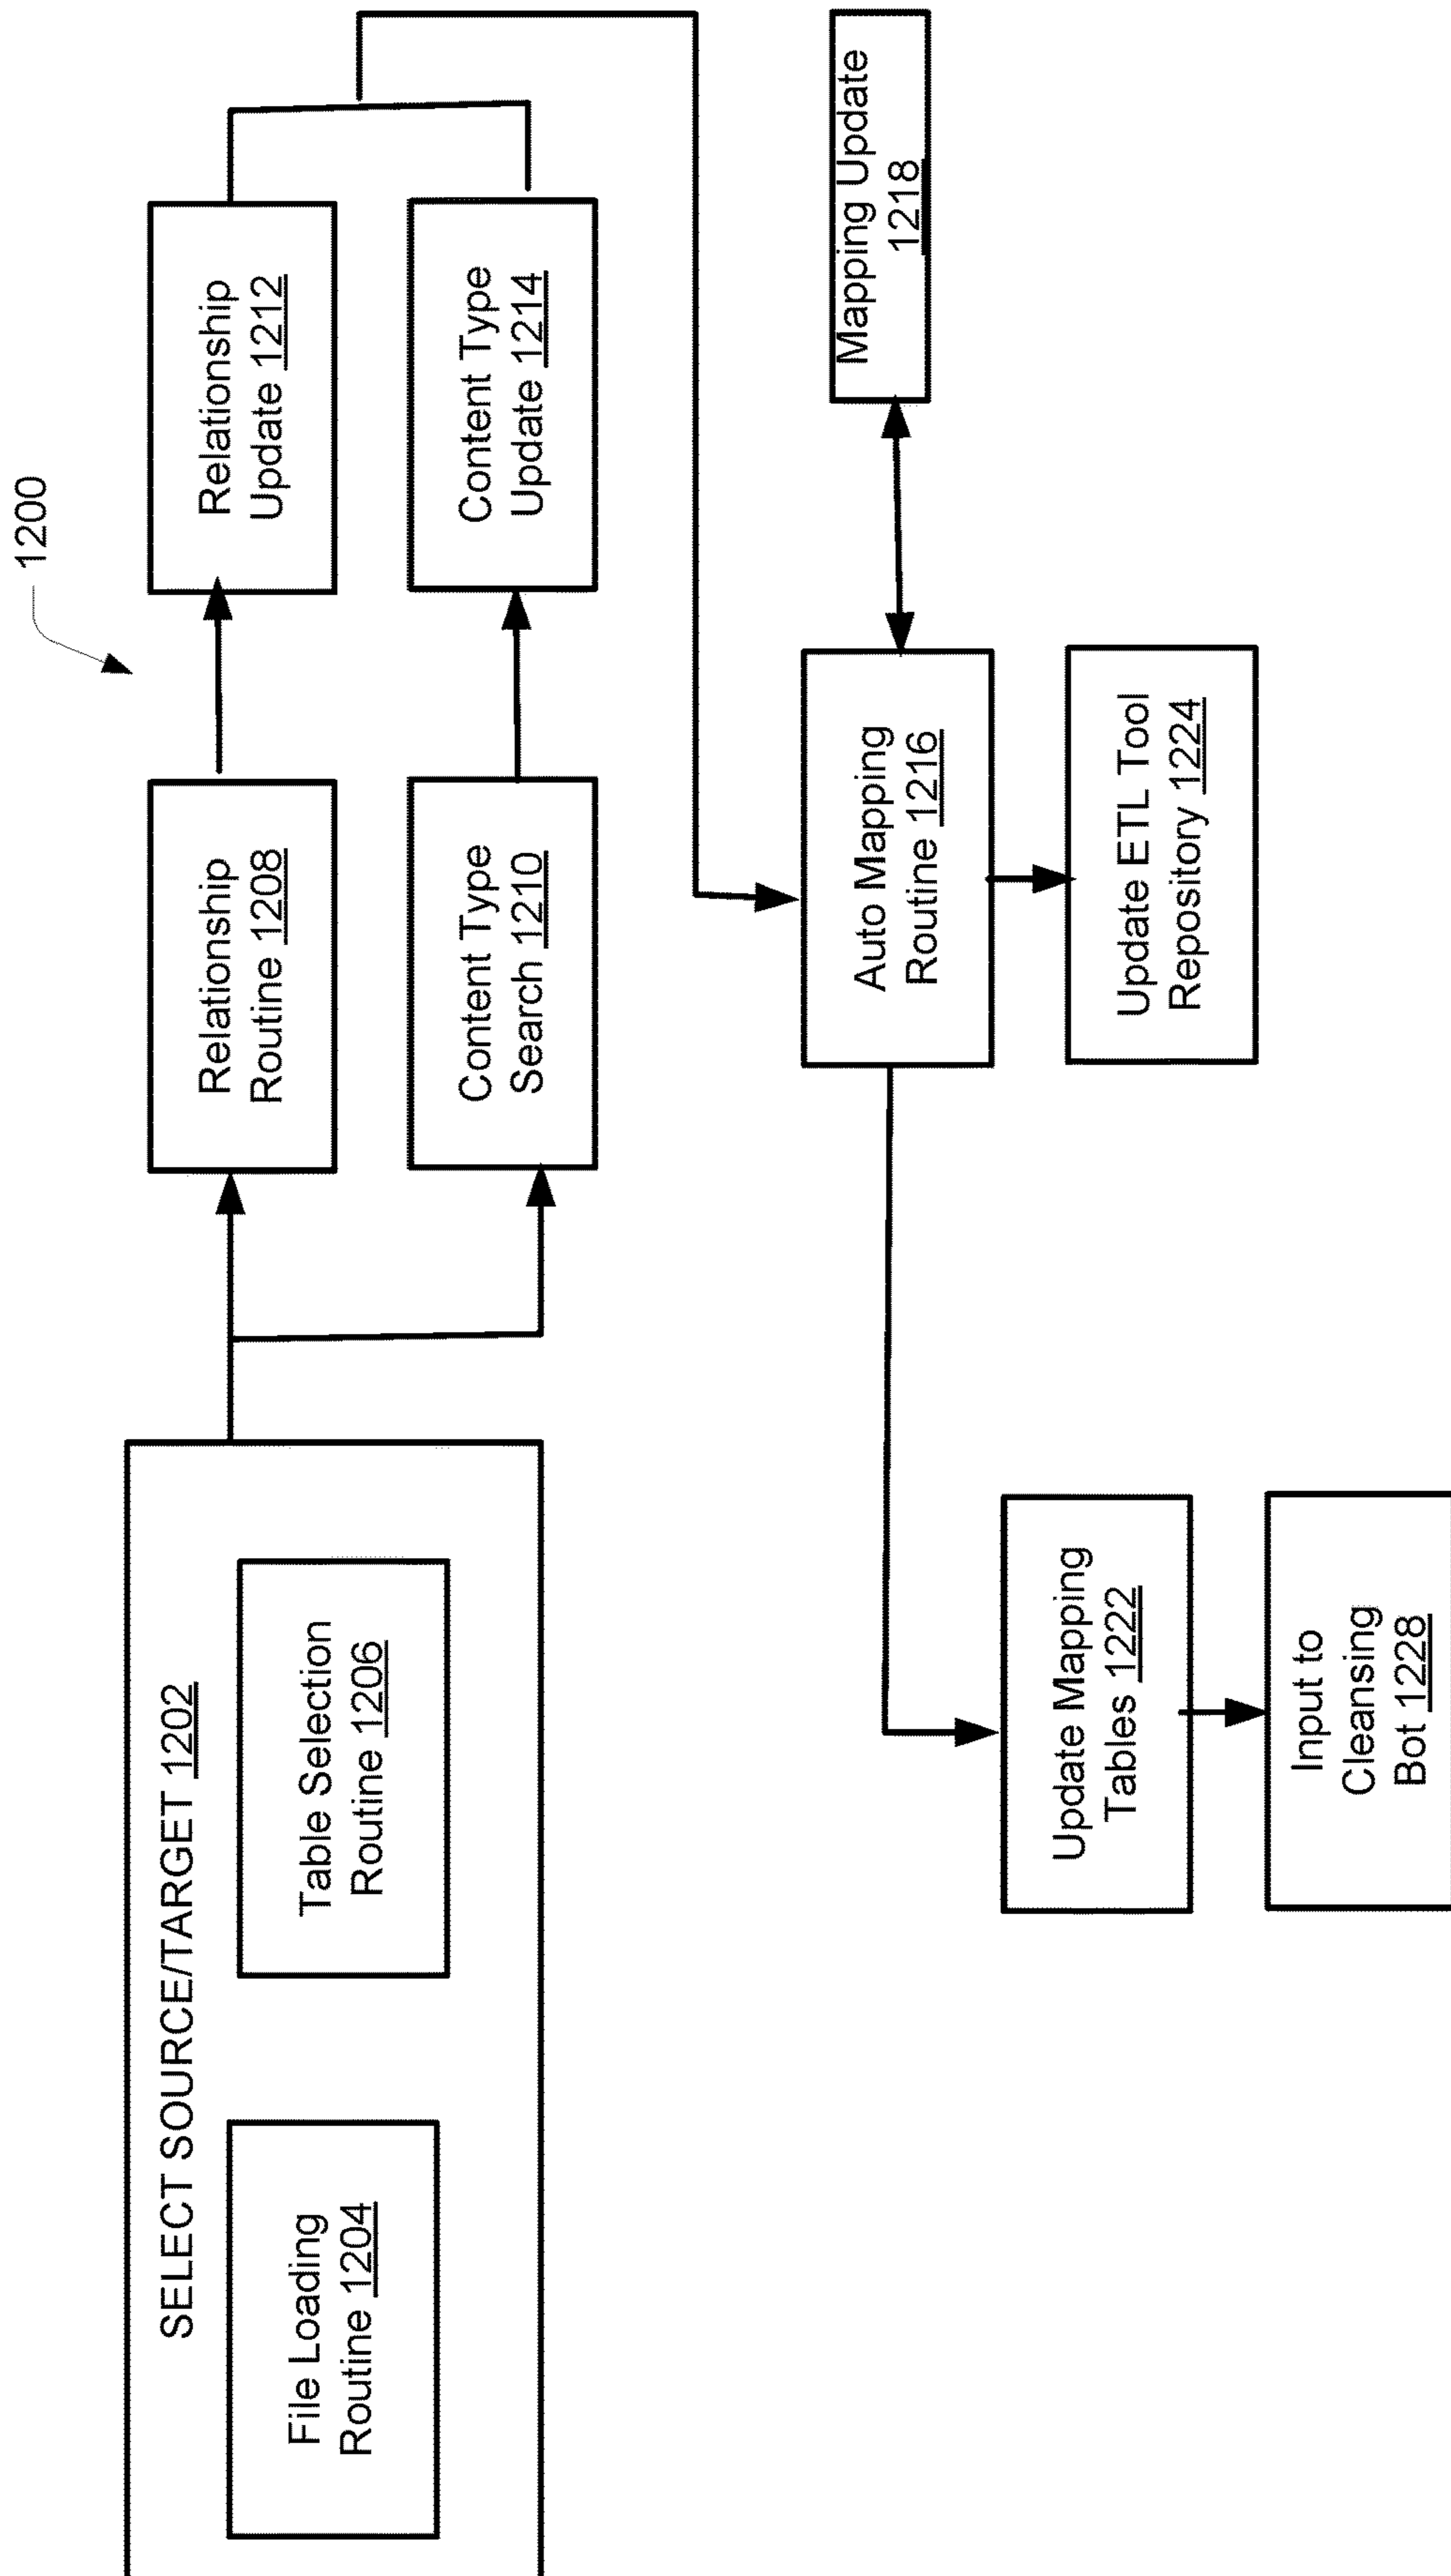 1200
SELECT SOURCE/TARGET 1202
File Loading
Routine 1204
Table Selection
Routine 1206
Relationship
Routine 1208
Relationship
Update 1212
Content Type
Search 1210
Content Type
Update 1214
Auto Mapping
Routine 1216
Mapping Update
1218
Update Mapping
Tables 1222
Update ETL Tool
Repository 1224
Input to
Cleansing
Bot 1228